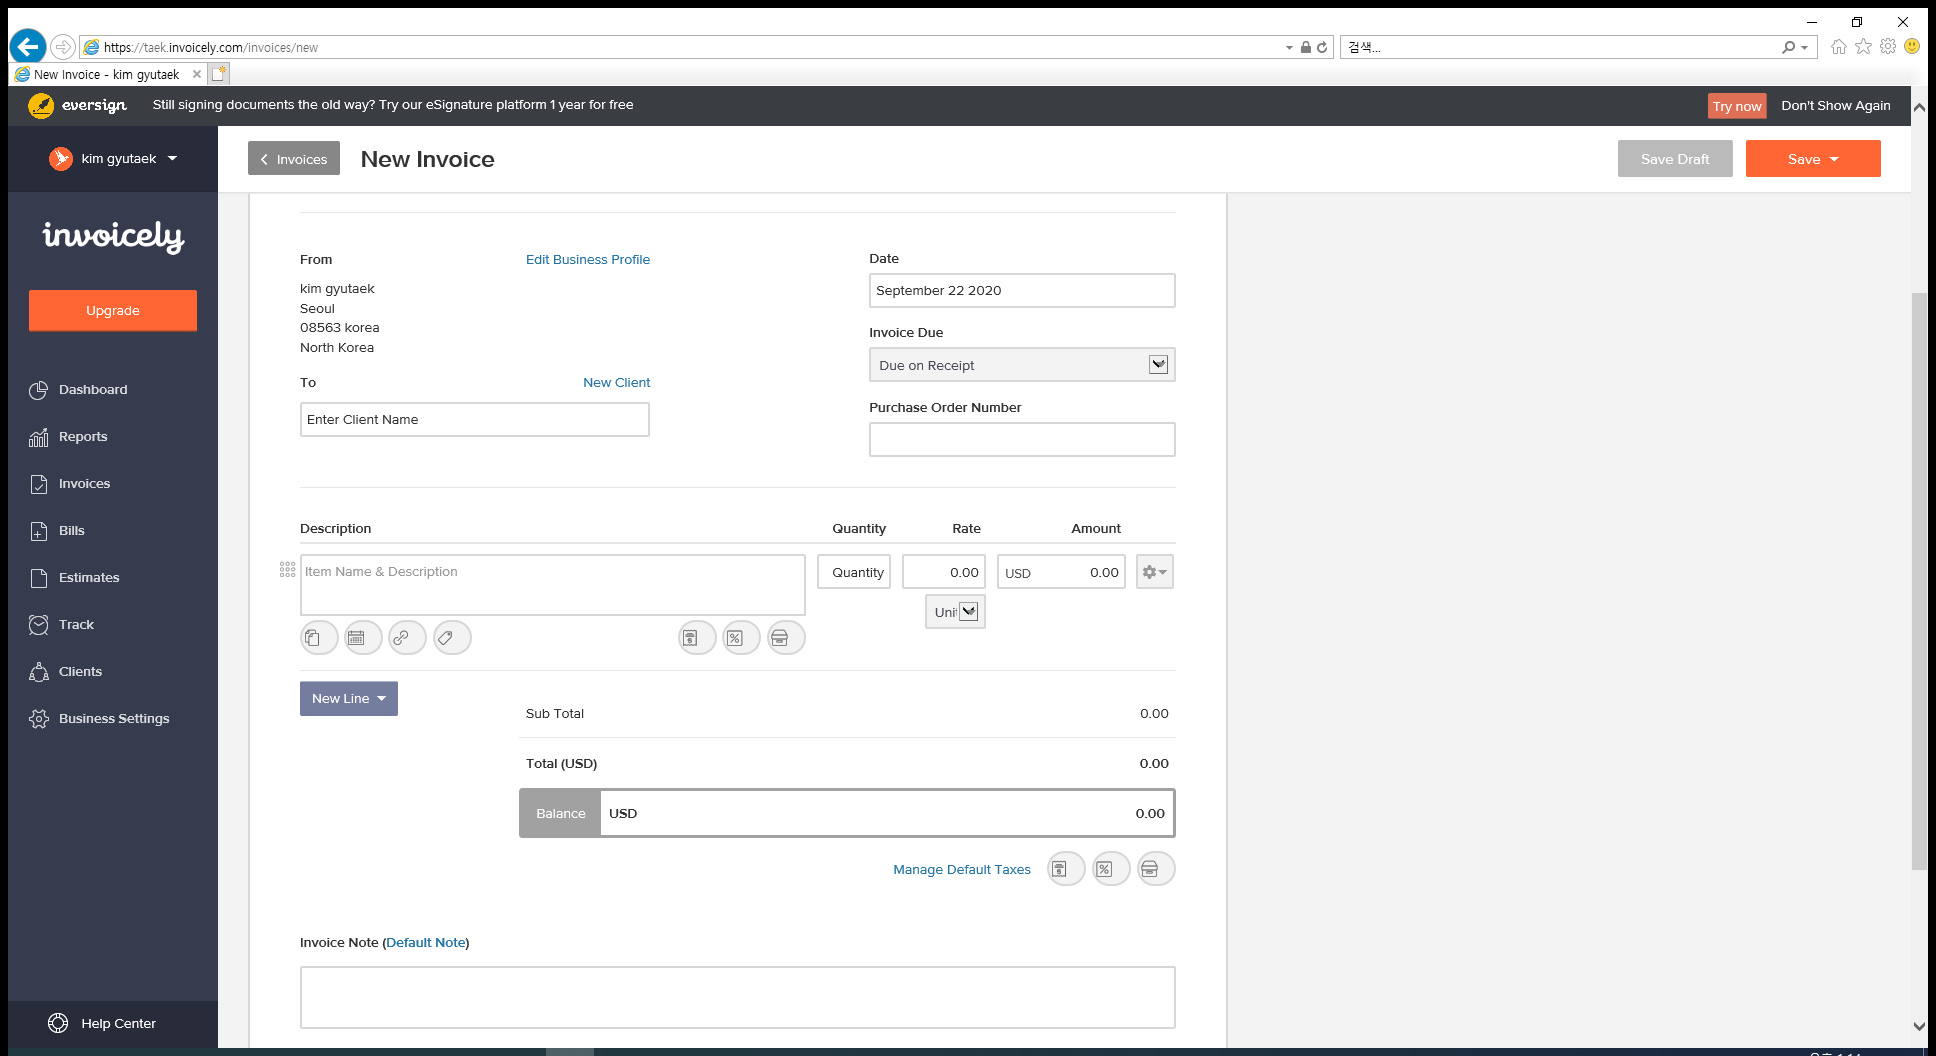 https://taek.invoicely.com/invoices/new
검색...
New Invoice - kim gyutaek
eversign
Still signing documents the old way? Try our eSignature platform 1 year for free
Try now
Don't Show Again
kim gyutaek
Invoices
New Invoice
Save Draft
Save
invoicely
Upgrade
Dashboard
Reports
Invoices
Bills
Estimates
Track
Clients
Business Settings
Help Center
From
Edit Business Profile
kim gyutaek
Seoul
08563 korea
North Korea
To
New Client
Enter Client Name
Date
September 22 2020
Invoice Due
Due on Receipt
Purchase Order Number
Description
Quantity
Rate
Amount
Item Name & Description
Quantity
0.00
USD
0.00
New Line
Sub Total
0.00
Total (USD)
0.00
Balance
USD
0.00
Manage Default Taxes
Invoice Note (Default Note)